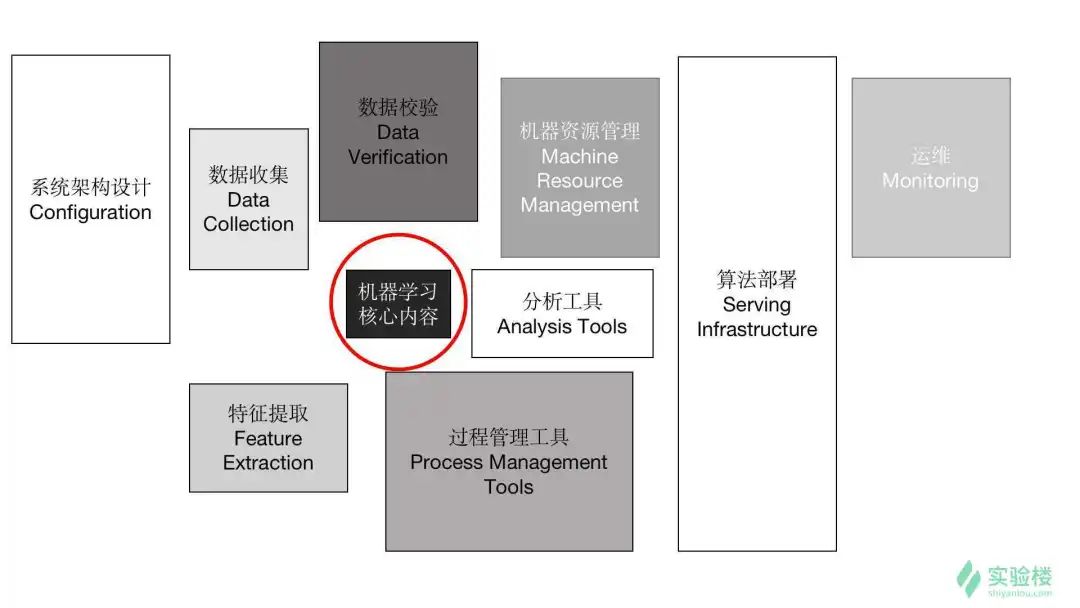 系统架构设计
Configuration
数据收集
Data
Collection
数据校验
Data
Verification
机器资源管理
Machine
Resource
Management
算法部署
Serving
Infrastructure
运维
Monitoring
机器学习
核心内容
分析工具
Analysis Tools
特征提取
Feature
Extraction
过程管理工具
Process Management
Tools
实验楼
shiyanlou.com